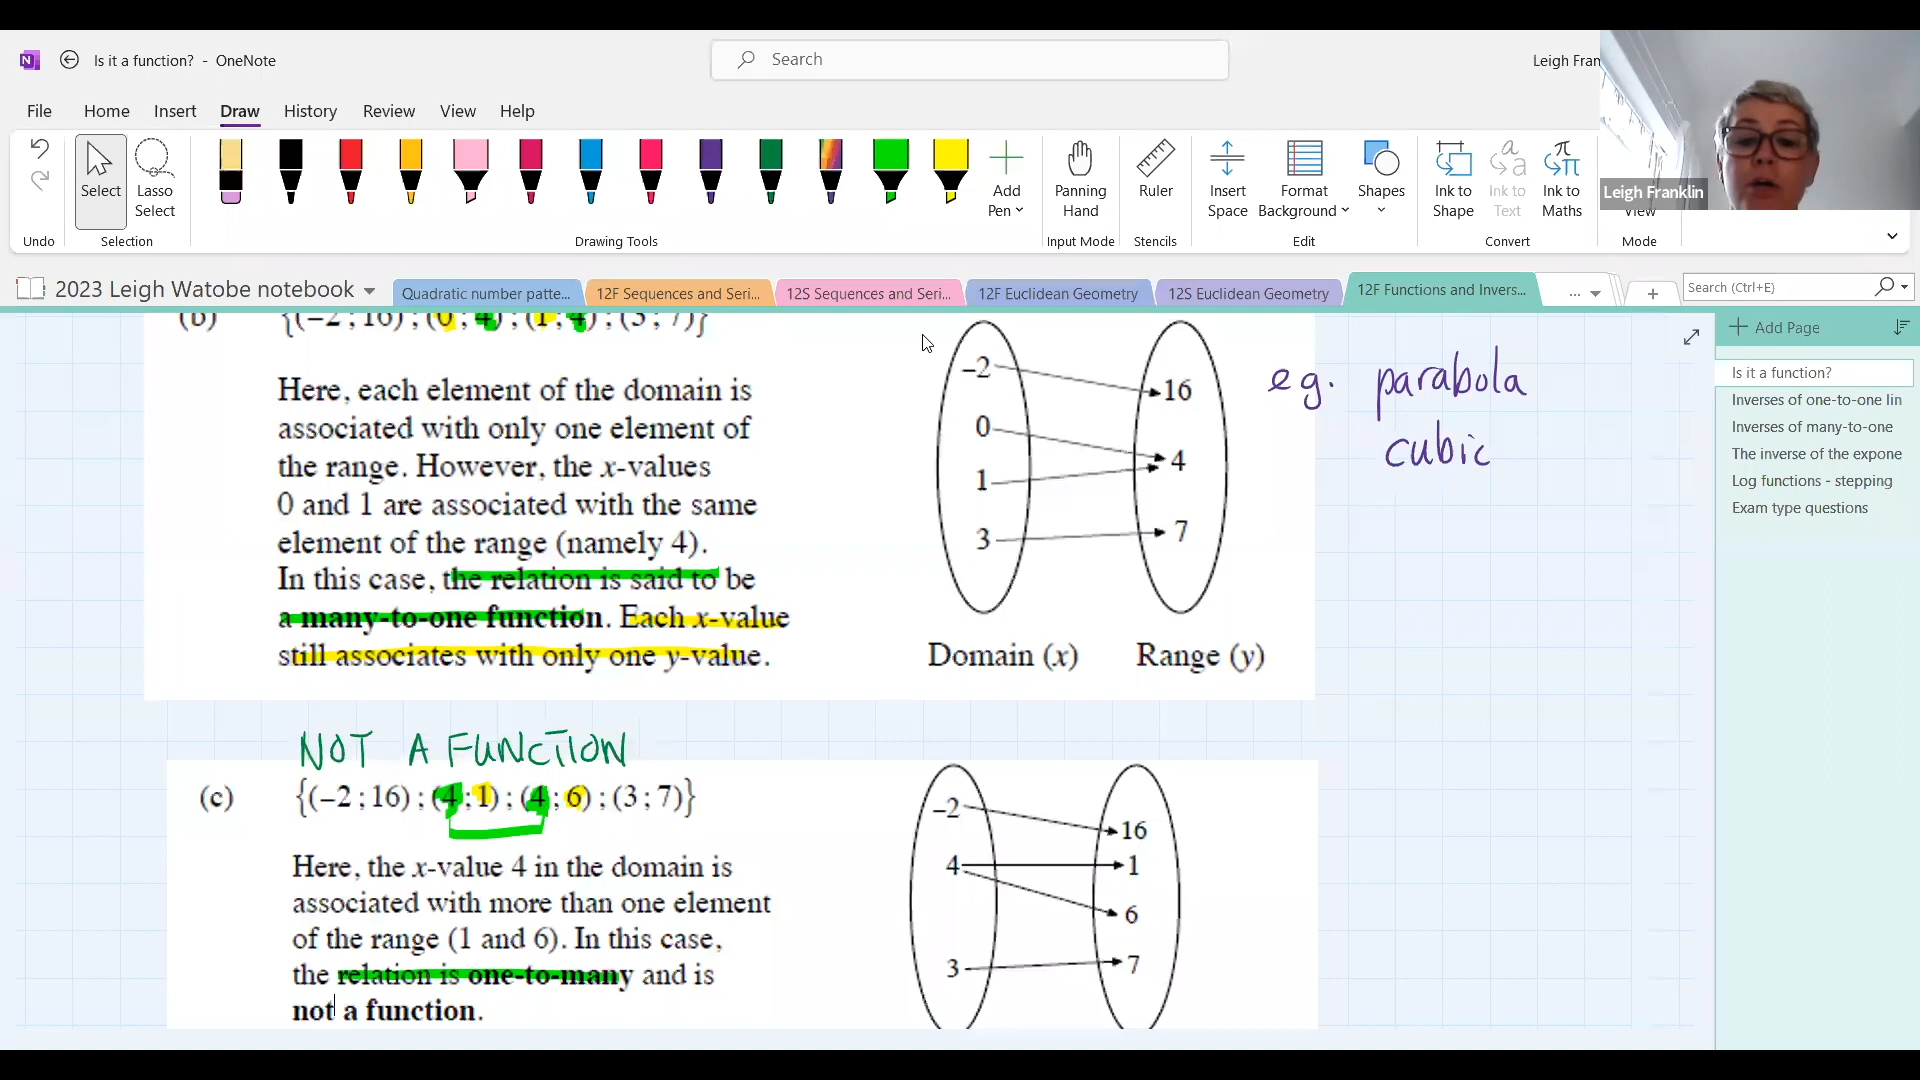 Is it a function? - OneNote
Search
Leigh Fran
File Home Insert Draw History Review View Help
Select
Lasso Select
Add Pen
Panning Hand
Ruler
Insert Space
Format Background
Shapes
Ink to Shape
Ink to Text
Ink to Maths
Leigh Franklin
View
Undo
Selection
Drawing Tools
Input Mode
Stencils
Edit
Convert
Mode
2023 Leigh Watobe notebook
Quadratic number patte...
12F Sequences and Seri...
12S Sequences and Seri...
12F Euclidean Geometry
12S Euclidean Geometry
12F Functions and Invers...
...
Search (Ctrl+E)
Add Page
Is it a function?
Inverses of one-to-one lin
Inverses of many-to-one
The inverse of the expone
Log functions - stepping
Exam type questions
(b) {(−2 ; 16) ; (0 ; 4) ; (1 ; 4) ; (3 ; 7)}
Here, each element of the domain is
associated with only one element of
the range. However, the x-values
0 and 1 are associated with the same
element of the range (namely 4).
In this case, the relation is said to be
a many-to-one function. Each x-value
still associates with only one y-value.
−2 16
0 4
1
3 7
Domain (x) Range (y)
eg. parabola
cubic
NOT A FUNCTION
(c) {(−2 ; 16) ; (4 ; 1) ; (4 ; 6) ; (3 ; 7)}
Here, the x-value 4 in the domain is
associated with more than one element
of the range (1 and 6). In this case,
the relation is one-to-many and is
not a function.
−2 16
4 1
6
3 7